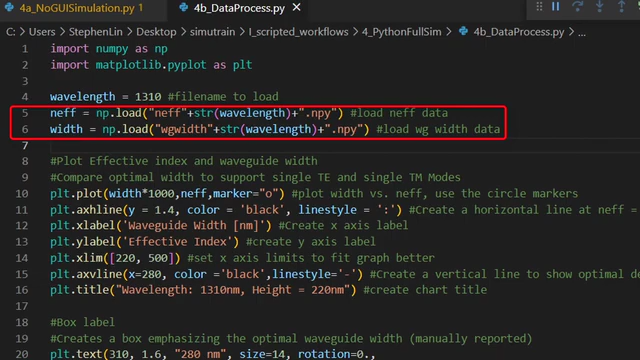 4a_NoGUISimulation.py 1 4b_DataProcess.py
C: > Users > StephenLin > Desktop > simutrain > I_scripted_workflows > 4_PythonFullSim > 4b_DataProcess.py > ...
1 import numpy as np
2 import matplotlib.pyplot as plt
3
4 wavelength = 1310 #filename to load
5 neff = np.load("neff"+str(wavelength)+".npy") #load neff data
6 width = np.load("wgwidth"+str(wavelength)+".npy") #load wg width data
7
8 #Plot Effective index and waveguide width
9 #Compare optimal width to support single TE and single TM Modes
10 plt.plot(width*1000,neff,marker="o") #plot width vs. neff, use the circle markers
11 plt.axhline(y = 1.4, color = 'black', linestyle = ':') #Create a horizontal line at neff =
12 plt.xlabel('Waveguide Width [nm]') #Create x axis label
13 plt.ylabel('Effective Index') #create y axis label
14 plt.xlim([220, 500]) #set x axis limits to fit graph better
15 plt.axvline(x=280, color ='black',linestyle='-') #Create a vertical line to show optimal de
16 plt.title("Wavelength: 1310nm, Height = 220nm") #create chart title
17
18 #Box label
19 #Creates a box emphasizing the optimal waveguide width (manually reported)
20 plt.text(310, 1.6, "280 nm", size=14, rotation=0.,